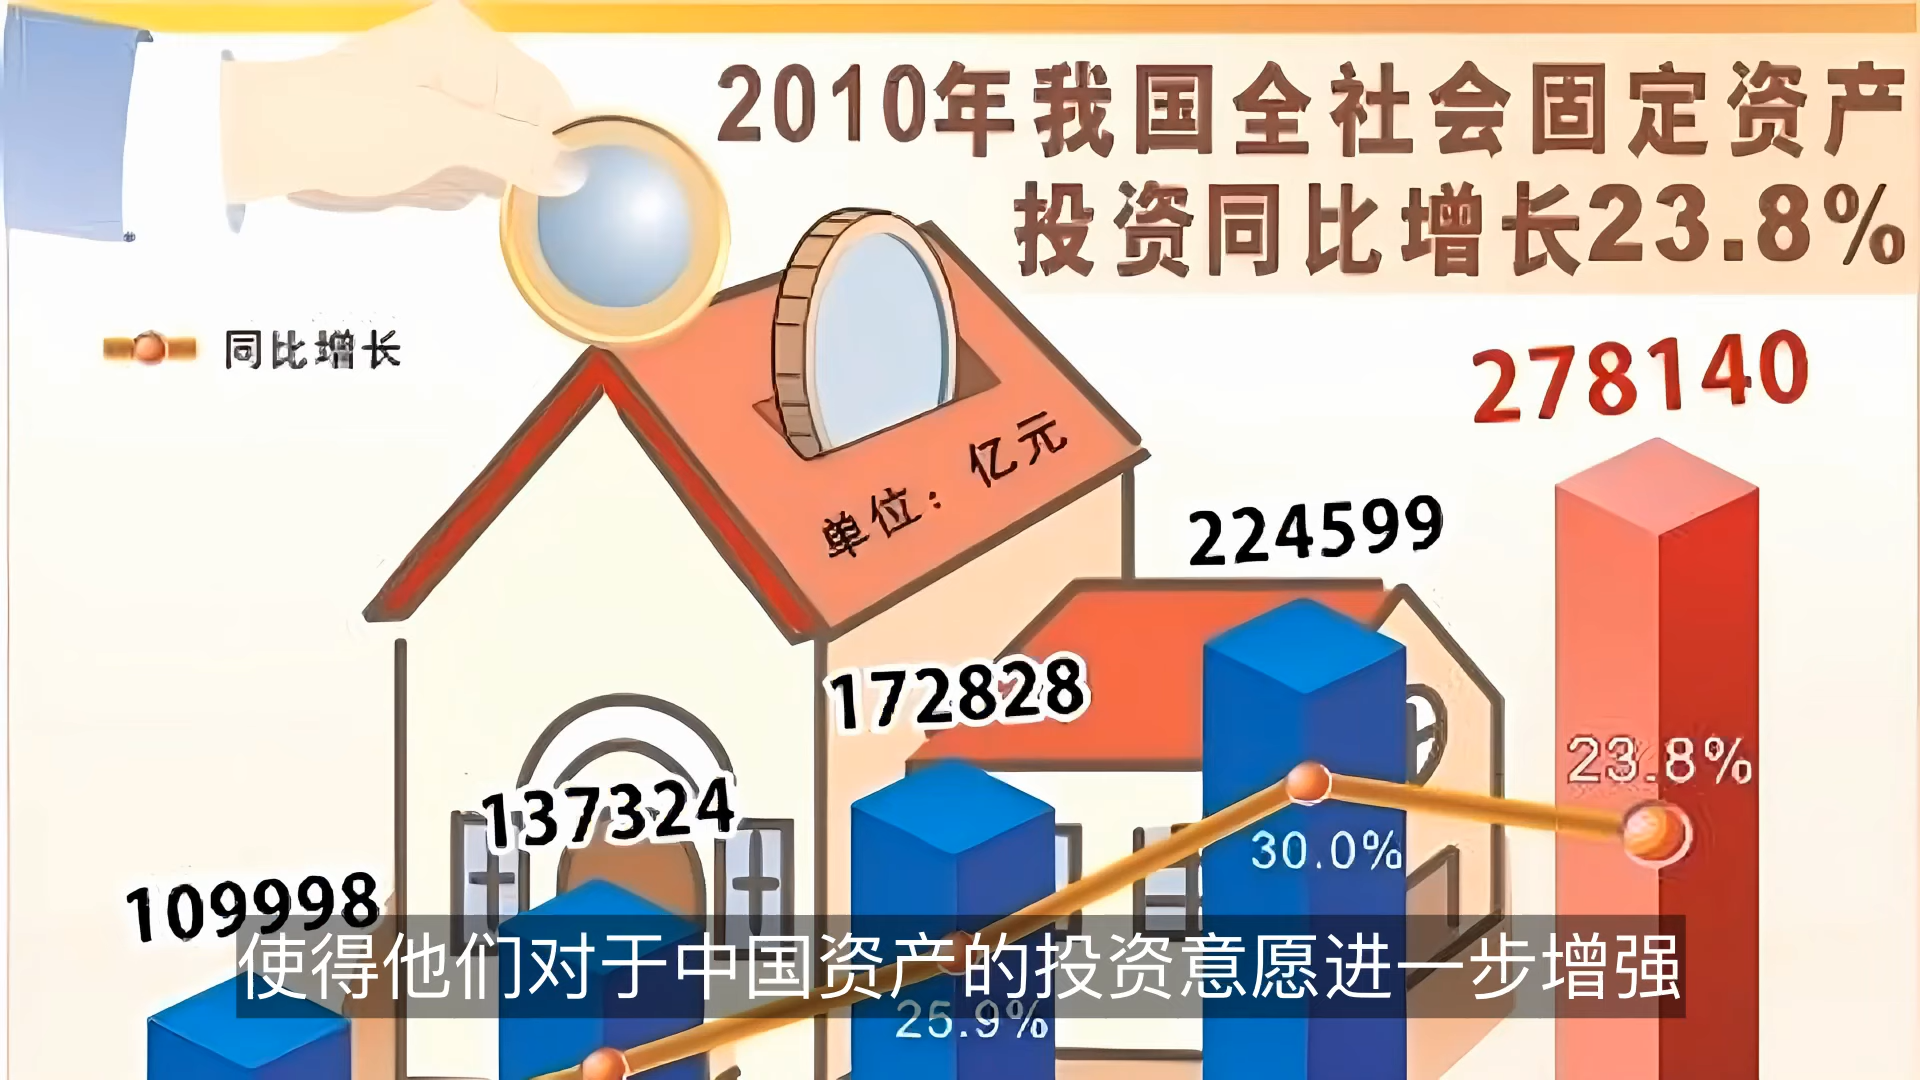 2010年我国全社会固定资产
投资同比增长23.8%
同比增长
278140
单位：亿元
224599
172828
23.8%
137324
30.0%
109998
使得他们对于中国资产的投资意愿进一步增强
25.9%